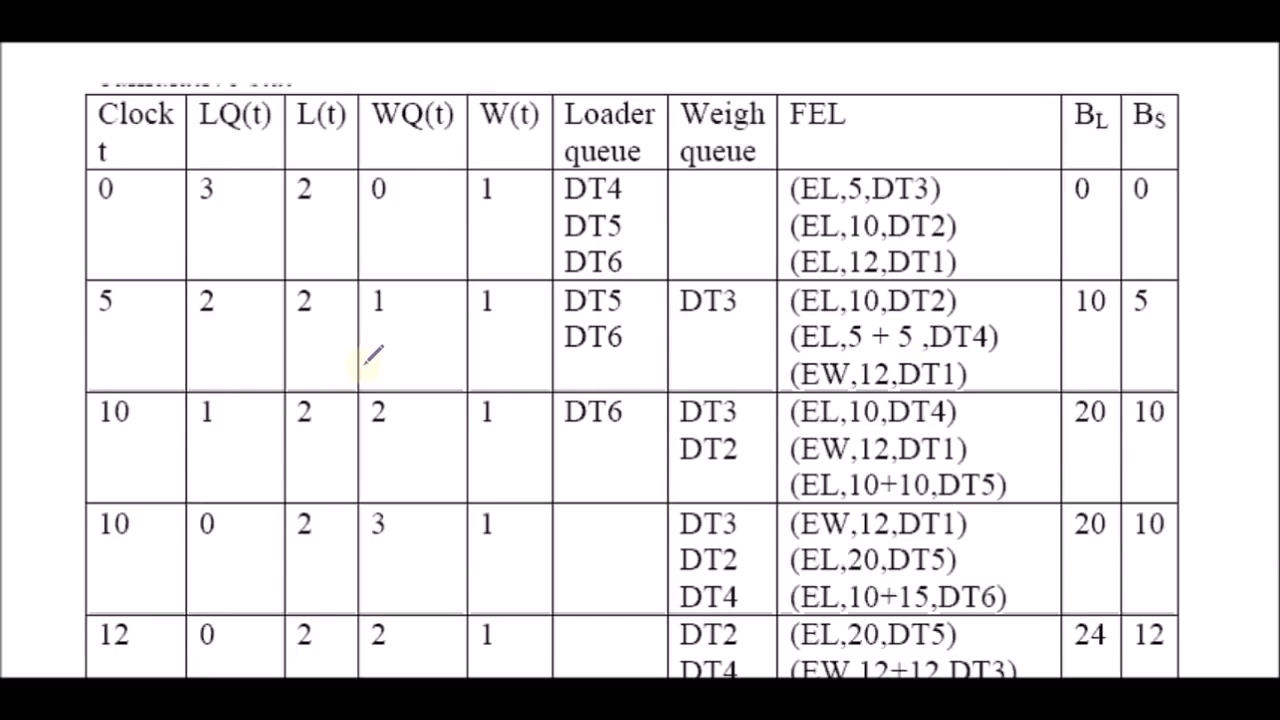 Clock t | LQ(t) | L(t) | WQ(t) | W(t) | Loader queue | Weigh queue | FEL | BL | BS
0 | 3 | 2 | 0 | 1 | DT4 | | (EL,5,DT3) | 0 | 0
DT5 | (EL,10,DT2)
DT6 | (EL,12,DT1)
5 | 2 | 2 | 1 | 1 | DT5 | DT3 | (EL,10,DT2) | 10 | 5
DT6 | (EL,5 + 5 ,DT4)
(EW,12,DT1)
10 | 1 | 2 | 2 | 1 | DT6 | DT3 | (EL,10,DT4) | 20 | 10
DT2 | (EW,12,DT1)
(EL,10+10,DT5)
10 | 0 | 2 | 3 | 1 | | DT3 | (EW,12,DT1) | 20 | 10
DT2 | (EL,20,DT5)
DT4 | (EL,10+15,DT6)
12 | 0 | 2 | 2 | 1 | | DT2 | (EL,20,DT5) | 24 | 12
DT4 | (EW,12+12,DT3)